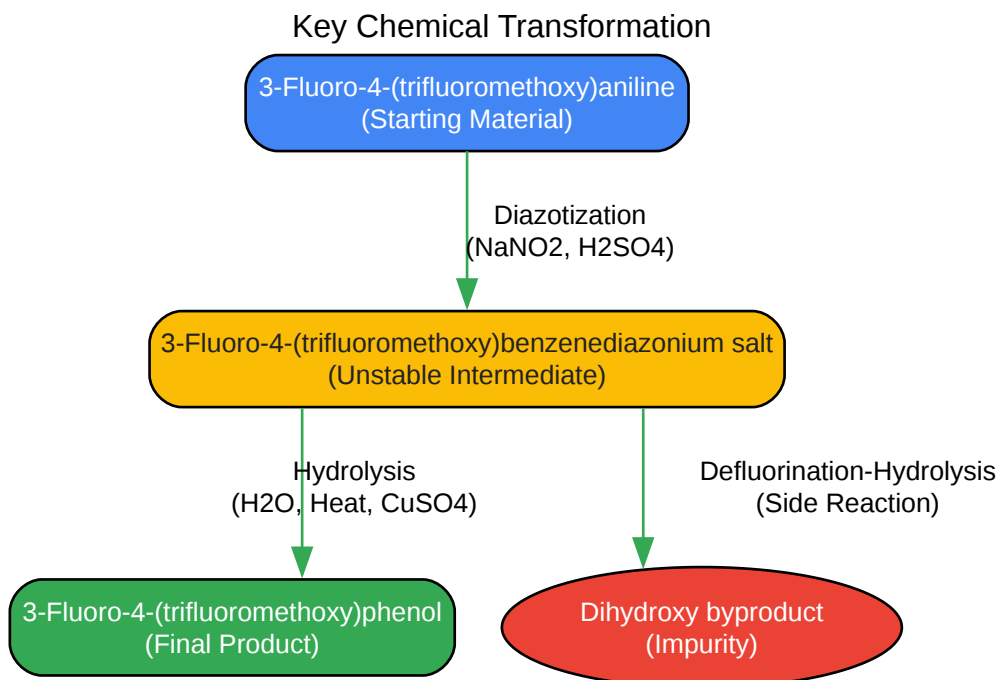 Key Chemical Transformation
3-Fluoro-4-(trifluoromethoxy)aniline
(Starting Material)
Diazotization
(NaNO2, H2SO4)
3-Fluoro-4-(trifluoromethoxy)benzenediazonium salt
(Unstable Intermediate)
Hydrolysis
(H2O, Heat, CuSO4)
Defluorination-Hydrolysis
(Side Reaction)
3-Fluoro-4-(trifluoromethoxy)phenol
(Final Product)
Dihydroxy byproduct
(Impurity)